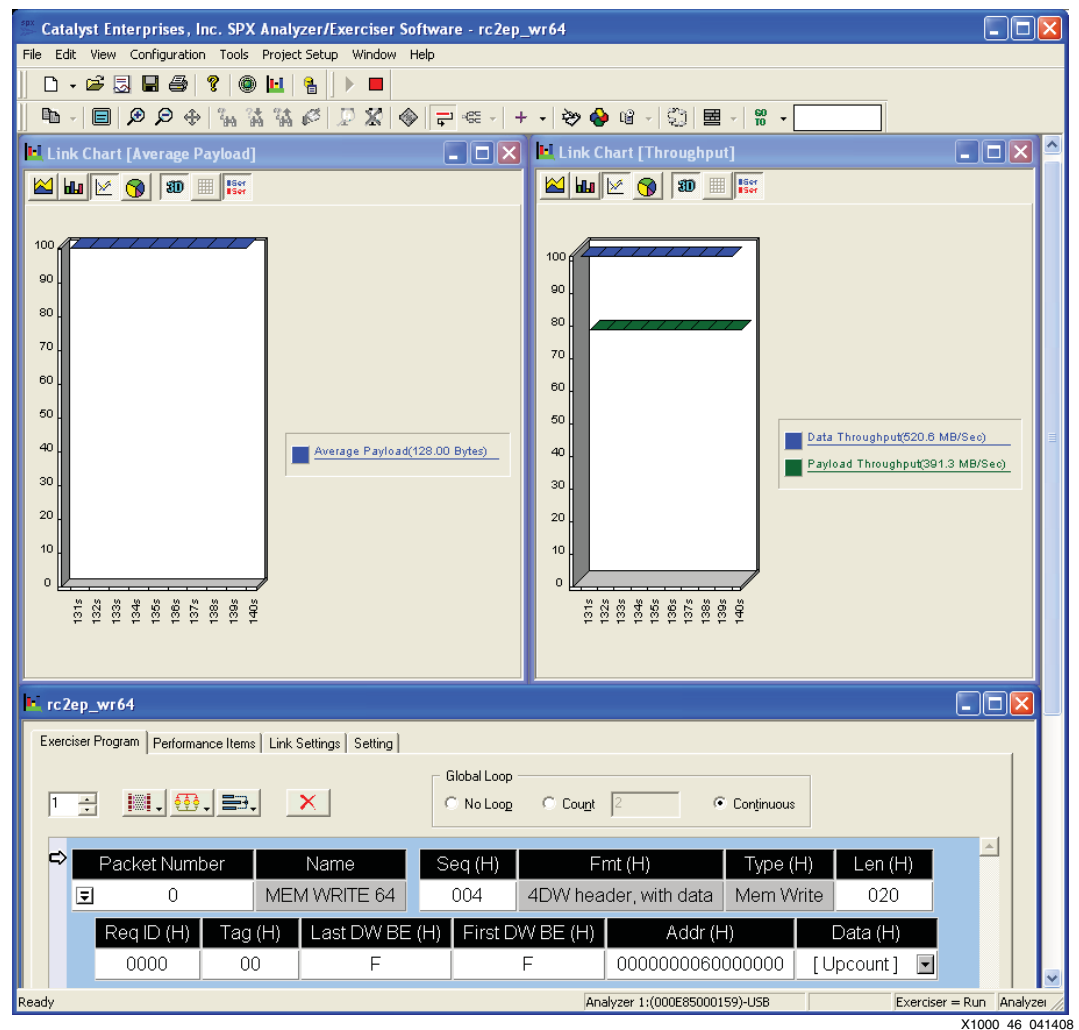 Catalyst Enterprises, Inc. SPX Analyzer/Exerciser Software - rc2ep_wr64
File Edit View Configuration Tools Project Setup Window Help
GO TO
Link Chart [Average Payload]
3D
100
90
80
70
60
50
40
30
20
10
0
131s 132s 133s 134s 135s 136s 137s 138s 139s 140s
Average Payload(128.00 Bytes)
Link Chart [Throughput]
3D
100
90
80
70
60
50
40
30
20
10
0
131s 132s 133s 134s 135s 136s 137s 138s 139s 140s
Data Throughput(520.6 MB/Sec)
Payload Throughput(391.3 MB/Sec)
rc2ep_wr64
Exerciser Program Performance Items Link Settings Setting
Global Loop
1 No Loop Count 2 Continuous
Packet Number Name Seq (H) Fmt (H) Type (H) Len (H)
0 MEM WRITE 64 004 4DW header, with data Mem Write 020
Req ID (H) Tag (H) Last DW BE (H) First DW BE (H) Addr (H) Data (H)
0000 00 F F 0000000060000000 [ Upcount ]
Ready Analyzer 1:(000E85000159)-USB Exerciser = Run Analyzer
X1000_46_041408